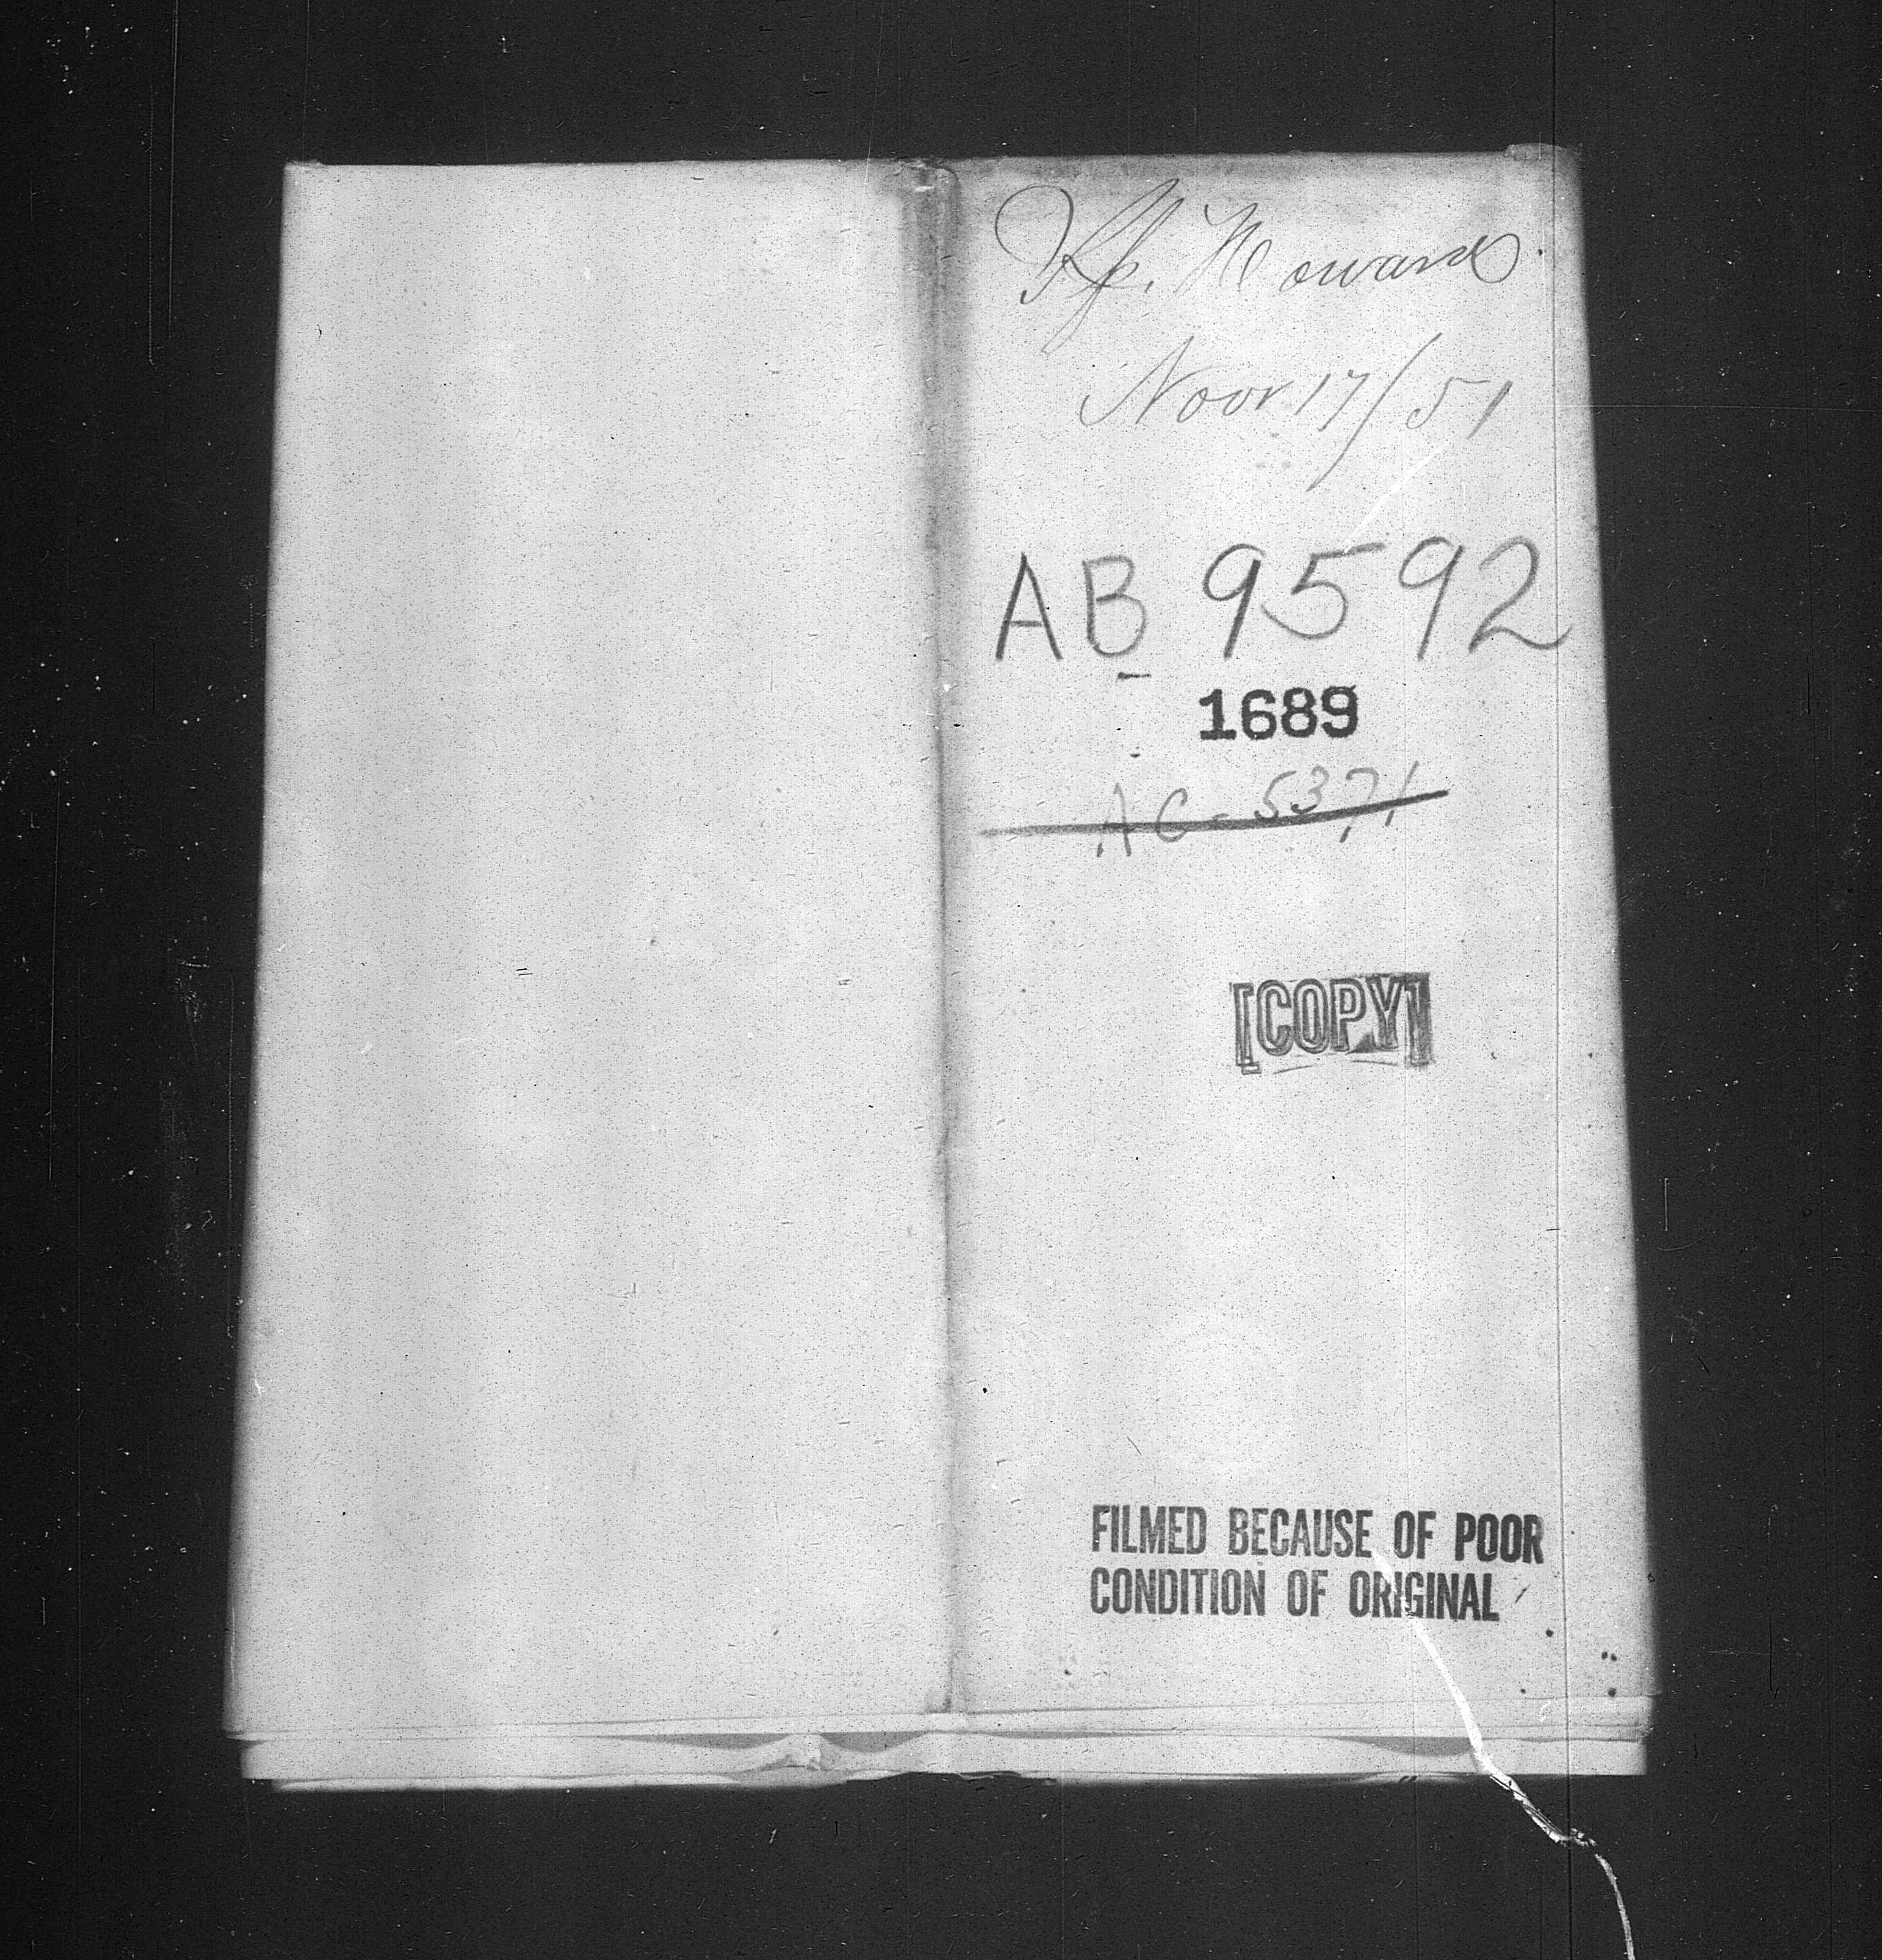 Howard
Novr 17/51
AB 9592
1689
AC-5371
[COPY]
FILMED BECAUSE OF POOR
CONDITION OF ORIGINAL